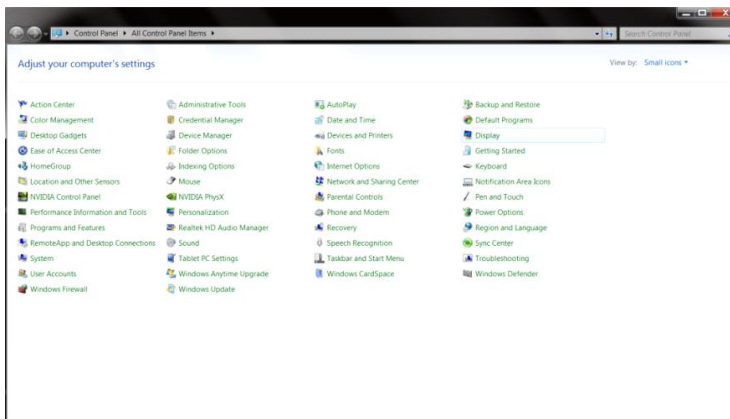 Control Panel ▸ All Control Panel Items ▸
Search Control Panel
Adjust your computer's settings
View by: Small icons
Action Center Administrative Tools AutoPlay Backup and Restore
Color Management Credential Manager Date and Time Default Programs
Desktop Gadgets Device Manager Devices and Printers Display
Ease of Access Center Folder Options Fonts Getting Started
HomeGroup Indexing Options Internet Options Keyboard
Location and Other Sensors Mouse Network and Sharing Center Notification Area Icons
NVIDIA Control Panel NVIDIA PhysX Parental Controls Pen and Touch
Performance Information and Tools Personalization Phone and Modem Power Options
Programs and Features Realtek HD Audio Manager Recovery Region and Language
RemoteApp and Desktop Connections Sound Speech Recognition Sync Center
System Tablet PC Settings Taskbar and Start Menu Troubleshooting
User Accounts Windows Anytime Upgrade Windows CardSpace Windows Defender
Windows Firewall Windows Update